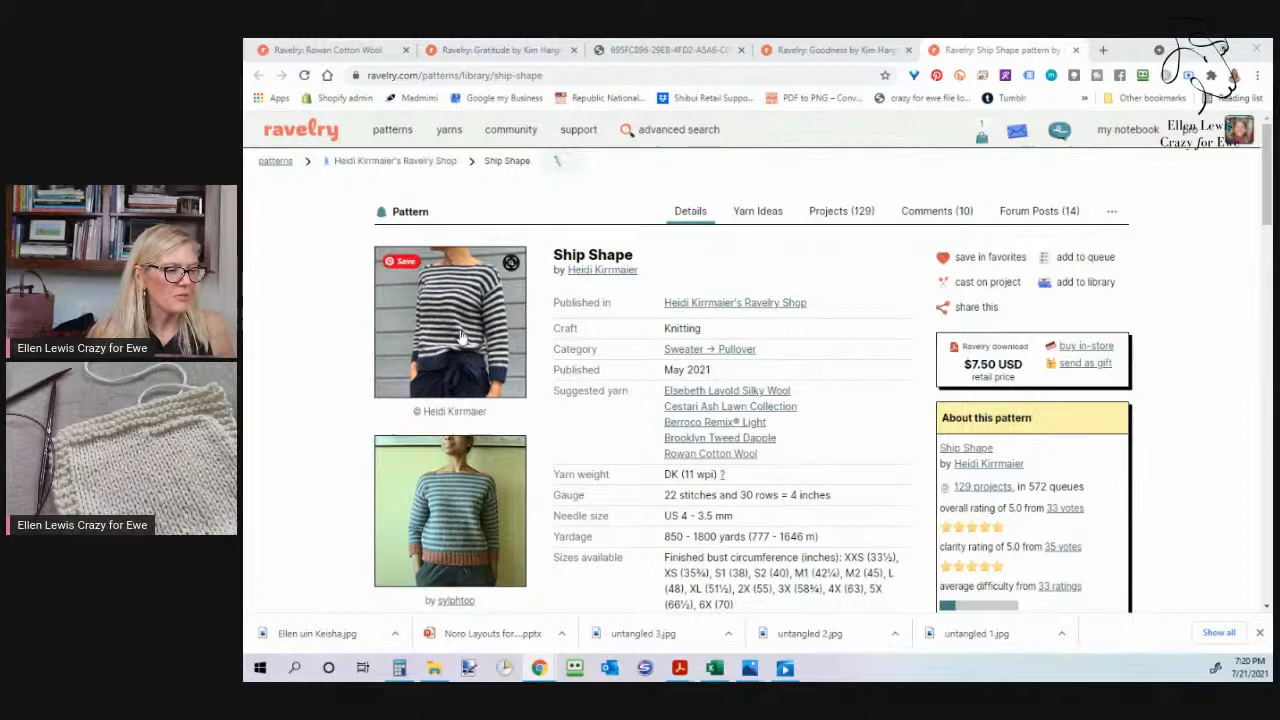 Ravelry: Rowan Cotton Wool
Ravelry: Gratitude by Kim Harg
Ravelry: Goodness by Kim Harg
Ravelry: Ship Shape pattern by
ravelry.com/patterns/library/ship-shape
Apps
Shopify admin
Madmimi
Google my Business
Republic National...
Shibui Retail Suppo...
PDF to PNG – Conv...
crazy for ewe file lo...
Tumblr
»
Other bookmarks
Reading list
ravelry
patterns
yarns
community
support
advanced search
1
my notebook
Ellen Lewis
Crazy for Ewe
patterns
Heidi Kirrmaier's Ravelry Shop
Ship Shape
Pattern
Details
Yarn Ideas
Projects (129)
Comments (10)
Forum Posts (14)
...
Save
© Heidi Kirrmaier
by sylphtoo
Ship Shape
by Heidi Kirrmaier
Published in Heidi Kirrmaier's Ravelry Shop
Craft Knitting
Category Sweater → Pullover
Published May 2021
Suggested yarn Elsebeth Lavold Silky Wool
Cestari Ash Lawn Collection
Berroco Remix® Light
Brooklyn Tweed Dapple
Rowan Cotton Wool
Yarn weight DK (11 wpi) ?
Gauge 22 stitches and 30 rows = 4 inches
Needle size US 4 - 3.5 mm
Yardage 850 - 1800 yards (777 - 1646 m)
Sizes available Finished bust circumference (inches): XXS (33½),
XS (35¾), S1 (38), S2 (40), M1 (42¼), M2 (45), L
(48), XL (51½), 2X (55), 3X (58¾), 4X (63), 5X
(66½), 6X (70)
save in favorites
add to queue
cast on project
add to library
share this
Ravelry download
$7.50 USD
retail price
buy in-store
send as gift
About this pattern
Ship Shape
by Heidi Kirrmaier
129 projects, in 572 queues
overall rating of 5.0 from 33 votes
clarity rating of 5.0 from 35 votes
average difficulty from 33 ratings
Ellen Lewis Crazy for Ewe
Ellen Lewis Crazy for Ewe
Ellen uin Keisha.jpg
Noro Layouts for....pptx
untangled 3.jpg
untangled 2.jpg
untangled 1.jpg
Show all
7:20 PM
7/21/2021